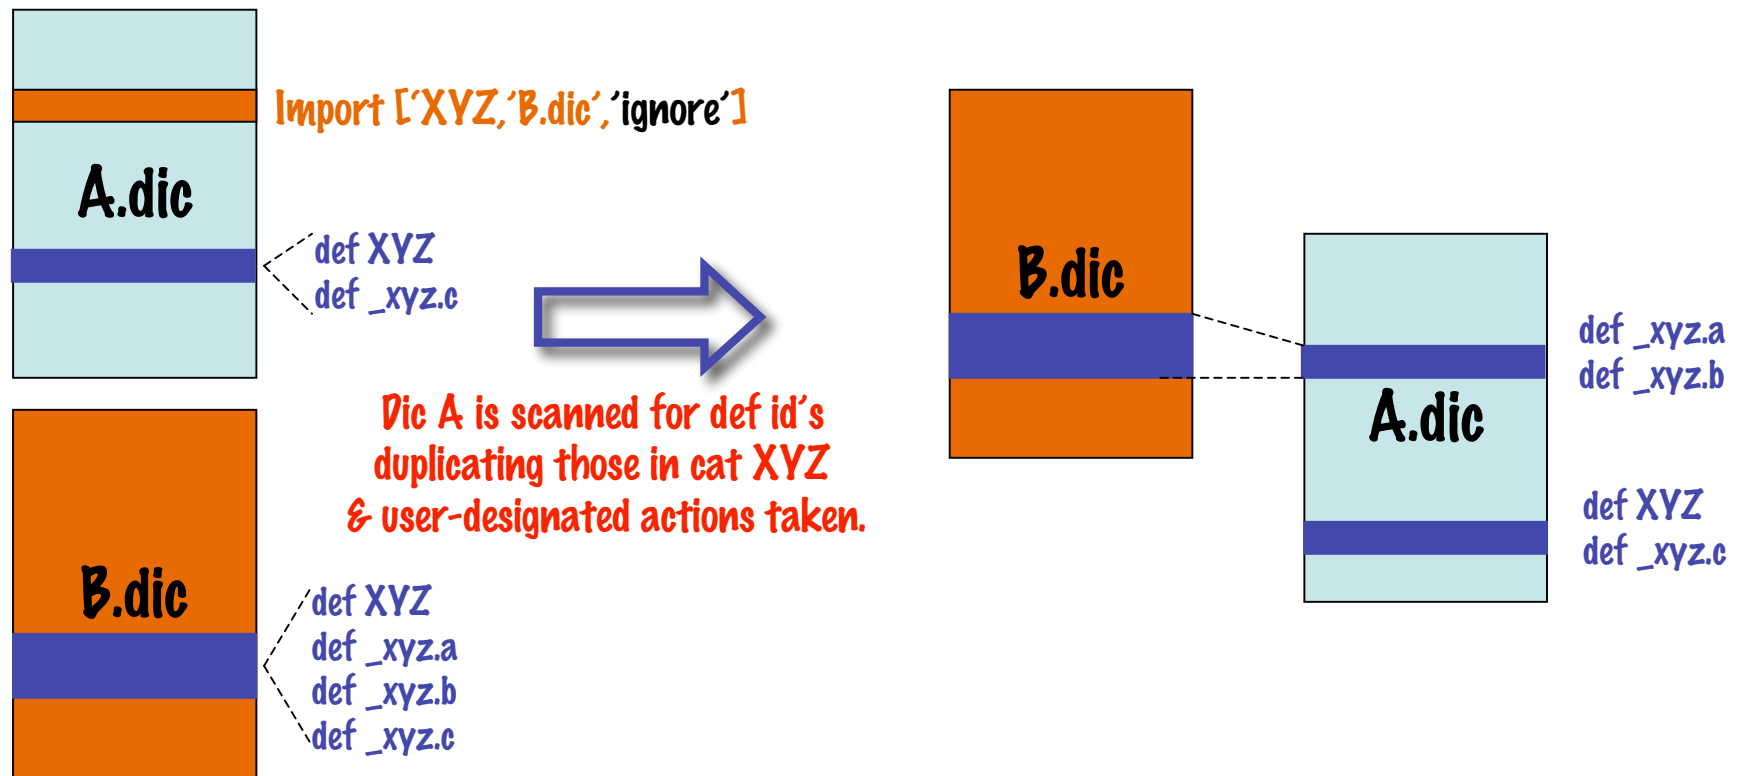 Import [‘XYZ,’B.dic’,’ignore’]
A.dic
def XYZ
def _xyz.c
Dic A is scanned for def id’s
duplicating those in cat XYZ
& user-designated actions taken.
B.dic
def XYZ
def _xyz.a
def _xyz.b
def _xyz.c
B.dic
def _xyz.a
def _xyz.b
A.dic
def XYZ
def _xyz.c